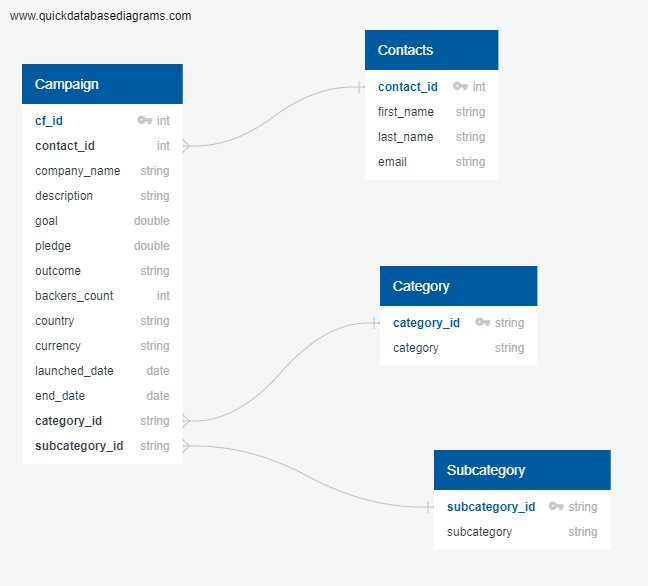 www.quickdatabasediagrams.com
Campaign
cf_id int
contact_id int
company_name string
description string
goal double
pledge double
outcome string
backers_count int
country string
currency string
launched_date date
end_date date
category_id string
subcategory_id string
Contacts
contact_id int
first_name string
last_name string
email string
Category
category_id string
category string
Subcategory
subcategory_id string
subcategory string